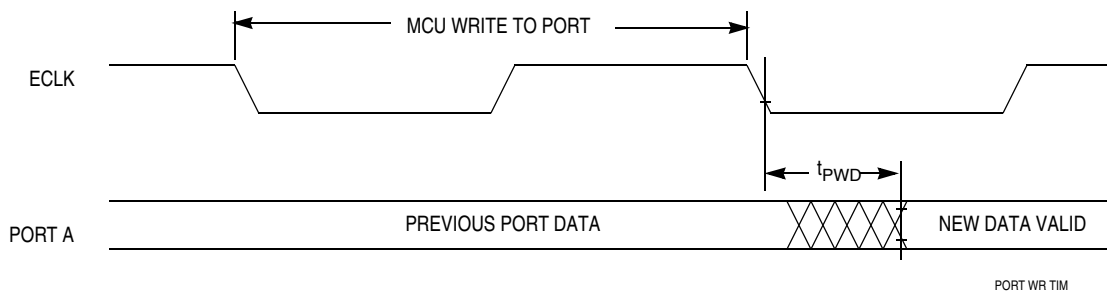 MCU WRITE TO PORT
ECLK
tPWD
PREVIOUS PORT DATA
NEW DATA VALID
PORT A
PORT WR TIM